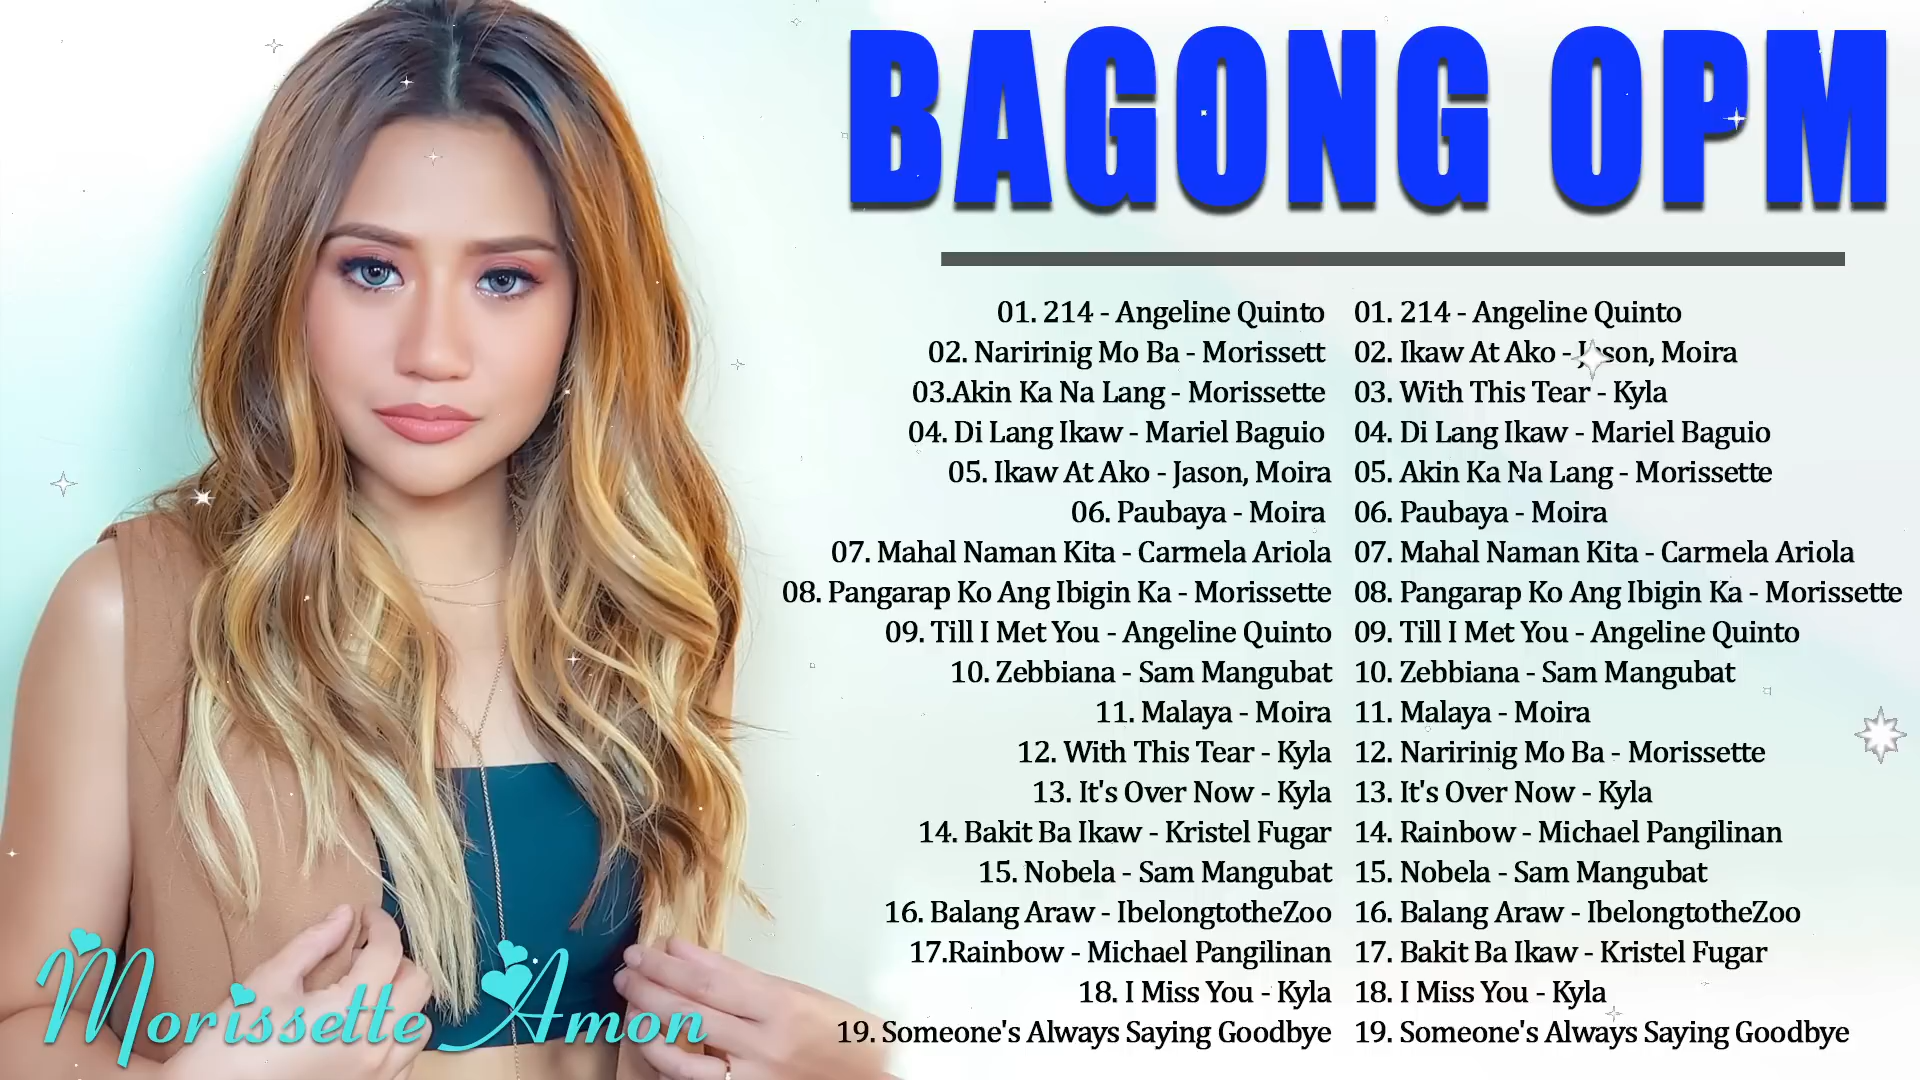 BAGONG OPM
01. 214 - Angeline Quinto
02. Naririnig Mo Ba - Morissett
03.Akin Ka Na Lang - Morissette
04. Di Lang Ikaw - Mariel Baguio
05. Ikaw At Ako - Jason, Moira
06. Paubaya - Moira
07. Mahal Naman Kita - Carmela Ariola
08. Pangarap Ko Ang Ibigin Ka - Morissette
09. Till I Met You - Angeline Quinto
10. Zebbiana - Sam Mangubat
11. Malaya - Moira
12. With This Tear - Kyla
13. It's Over Now - Kyla
14. Bakit Ba Ikaw - Kristel Fugar
15. Nobela - Sam Mangubat
16. Balang Araw - IbelongtotheZoo
17.Rainbow - Michael Pangilinan
18. I Miss You - Kyla
19. Someone's Always Saying Goodbye
01. 214 - Angeline Quinto
02. Ikaw At Ako - Jason, Moira
03. With This Tear - Kyla
04. Di Lang Ikaw - Mariel Baguio
05. Akin Ka Na Lang - Morissette
06. Paubaya - Moira
07. Mahal Naman Kita - Carmela Ariola
08. Pangarap Ko Ang Ibigin Ka - Morissette
09. Till I Met You - Angeline Quinto
10. Zebbiana - Sam Mangubat
11. Malaya - Moira
12. Naririnig Mo Ba - Morissette
13. It's Over Now - Kyla
14. Rainbow - Michael Pangilinan
15. Nobela - Sam Mangubat
16. Balang Araw - IbelongtotheZoo
17. Bakit Ba Ikaw - Kristel Fugar
18. I Miss You - Kyla
19. Someone's Always Saying Goodbye
Morissette Amon